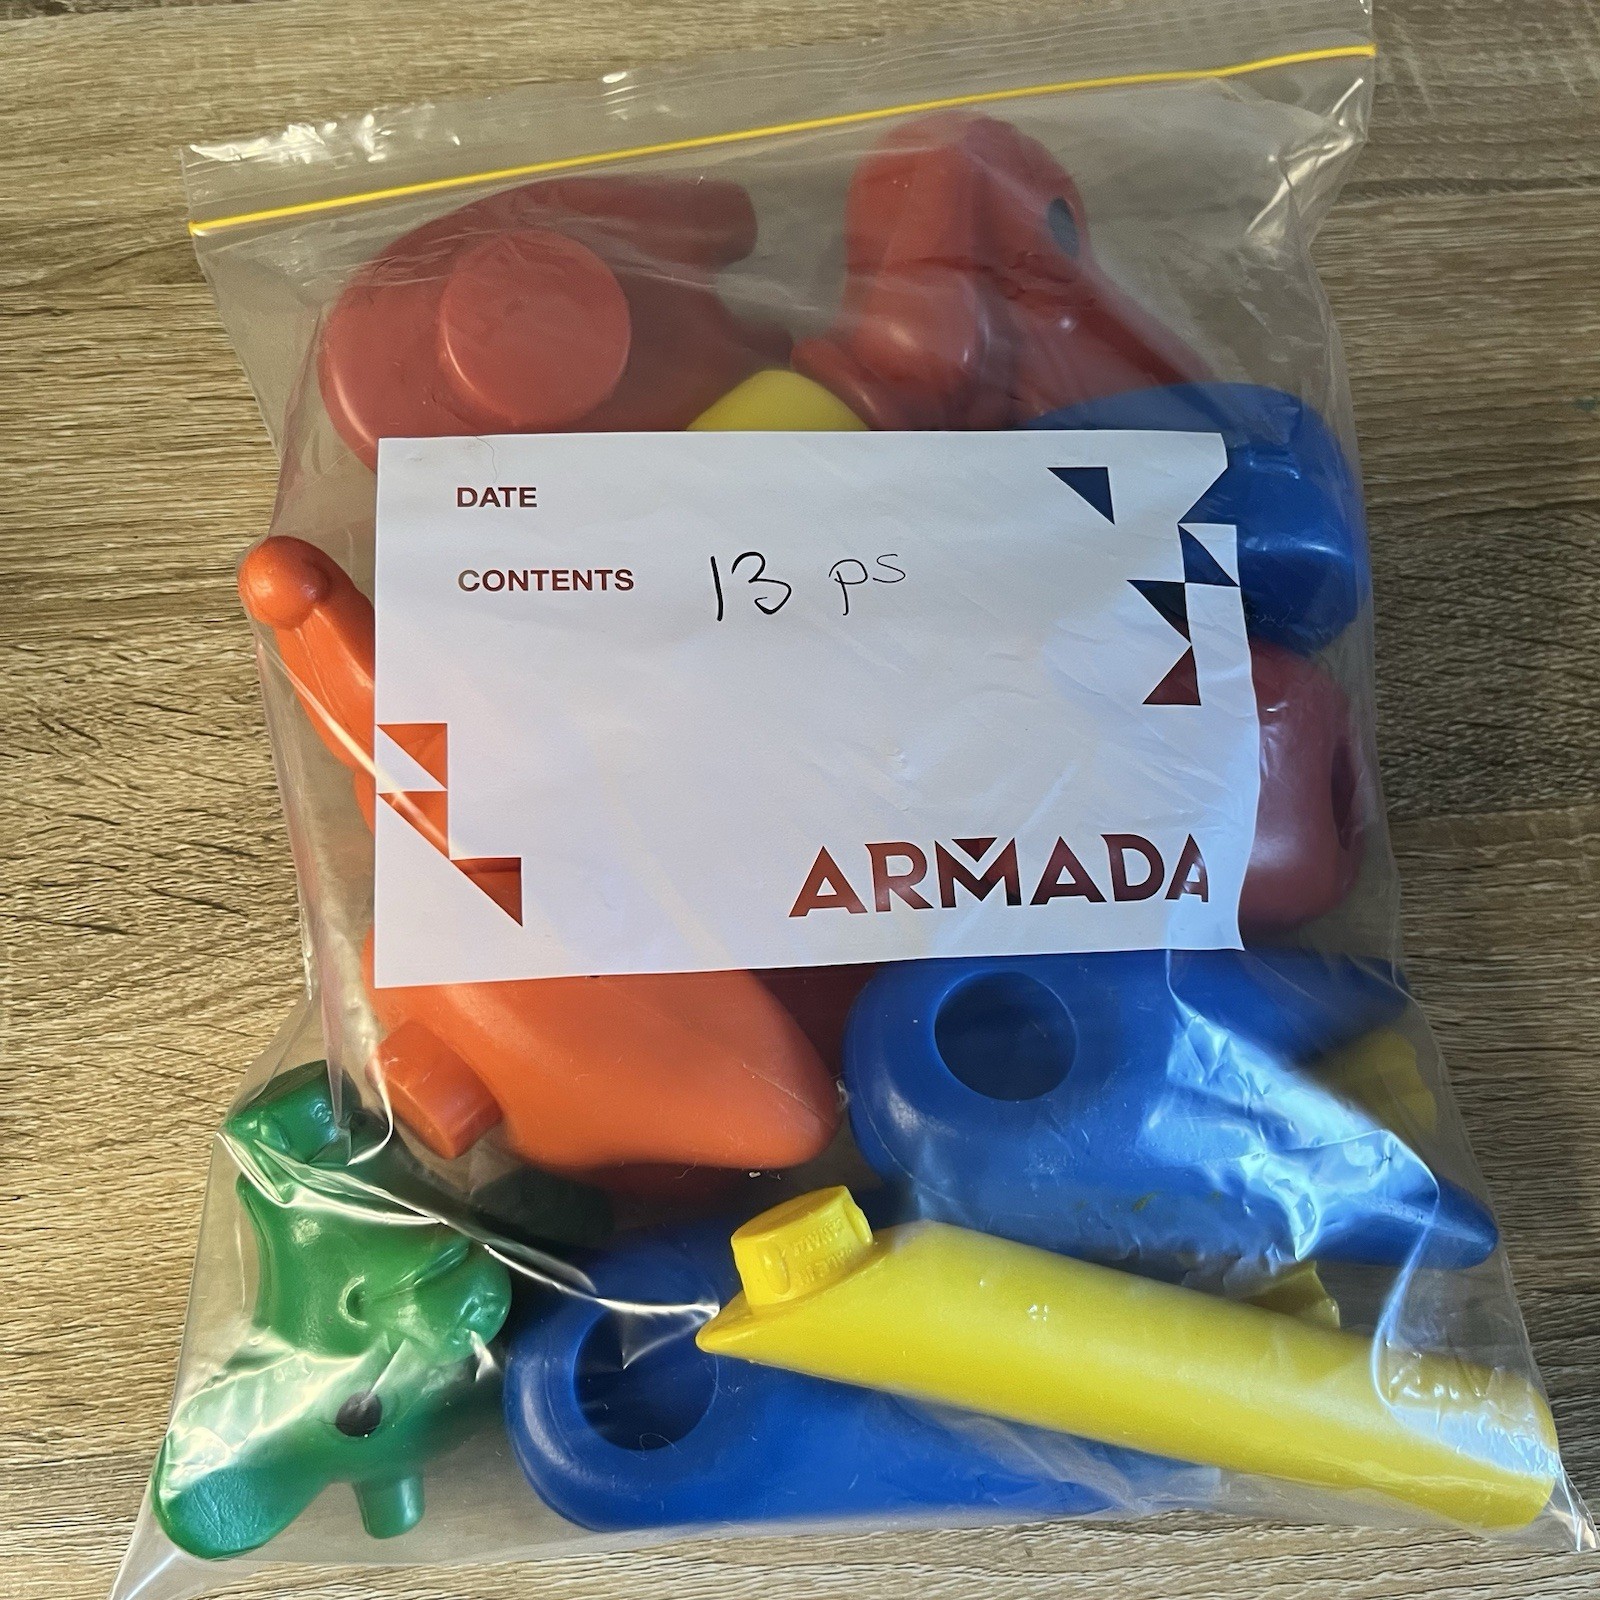 DATE
CONTENTS 13 ps
ARMADA